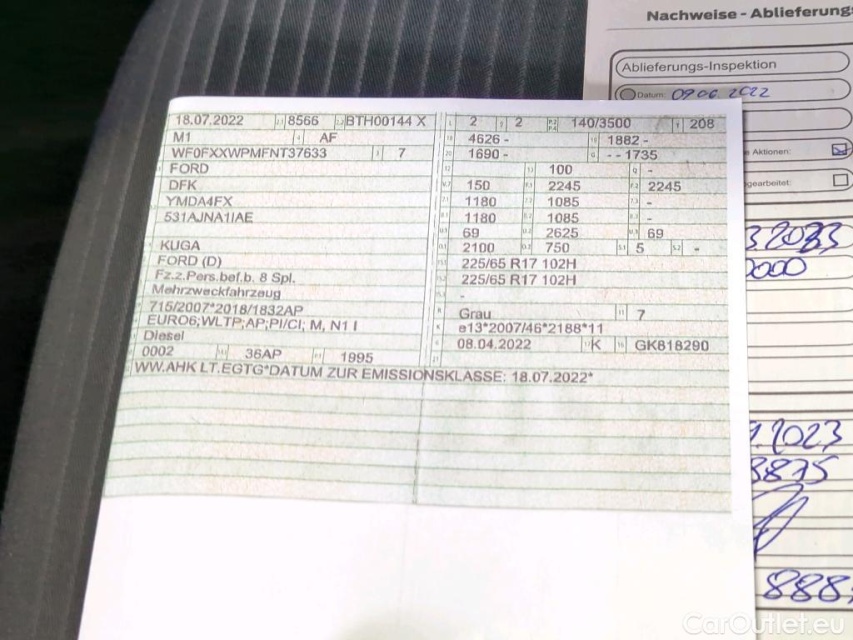 Nachweise - Ablieferung
Ablieferungs-Inspektion
Datum: 09.06.2022
18.07.2022 8566 BTH00144 X 2 2 140/3500 208
M1 AF 4626 - 1882 -
WF0FXXWPMFNT37633 7 1690 - - - 1735
FORD 100 -
DFK 150 2245 2245
YMDA4FX 1180 1085 -
531AJNA1IAE 1180 1085 -
69 2625 69
KUGA 2100 750 5 -
FORD (D) 225/65 R17 102H
Fz.z.Pers.bef.b. 8 Spl. 225/65 R17 102H
Mehrzweckfahrzeug -
715/2007*2018/1832AP Grau 7
EURO6;WLTP;AP;PI/CI; M, N1 I e13*2007/46*2188*11
Diesel 08.04.2022 K GK818290
0002 36AP 1995
WW.AHK LT.EGTG*DATUM ZUR EMISSIONSKLASSE: 18.07.2022*
Aktionen:
gearbeitet:
000
.2023
8875
888
CarOutlet.eu